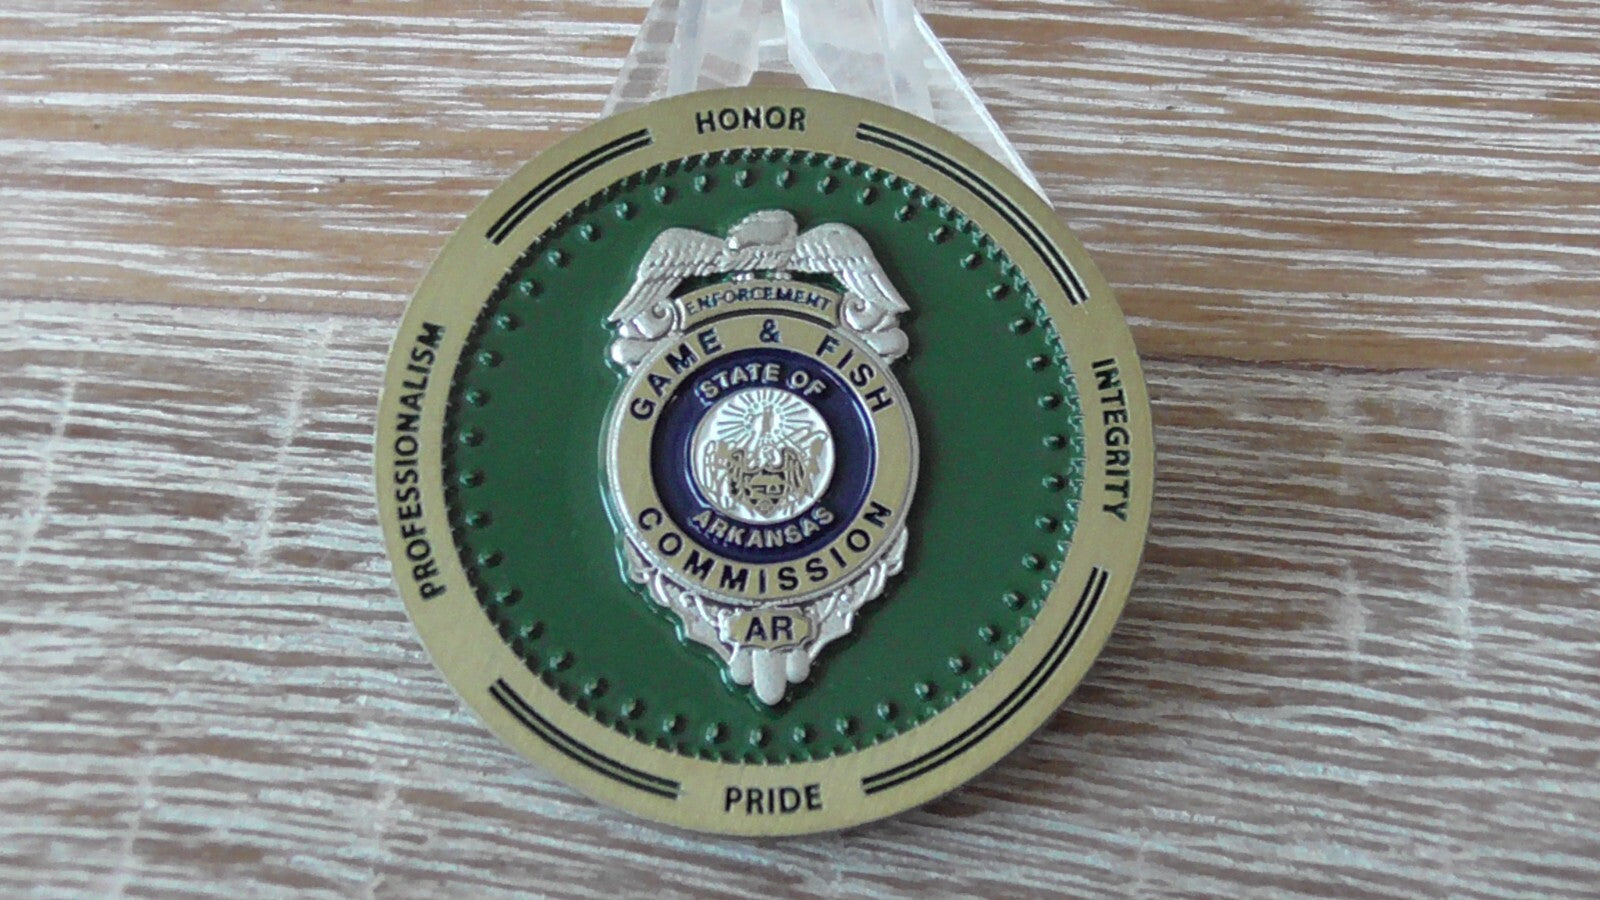 HONOR
INTEGRITY
PRIDE
PROFESSIONALISM
ENFORCEMENT
GAME & FISH
COMMISSION
STATE OF
ARKANSAS
AR